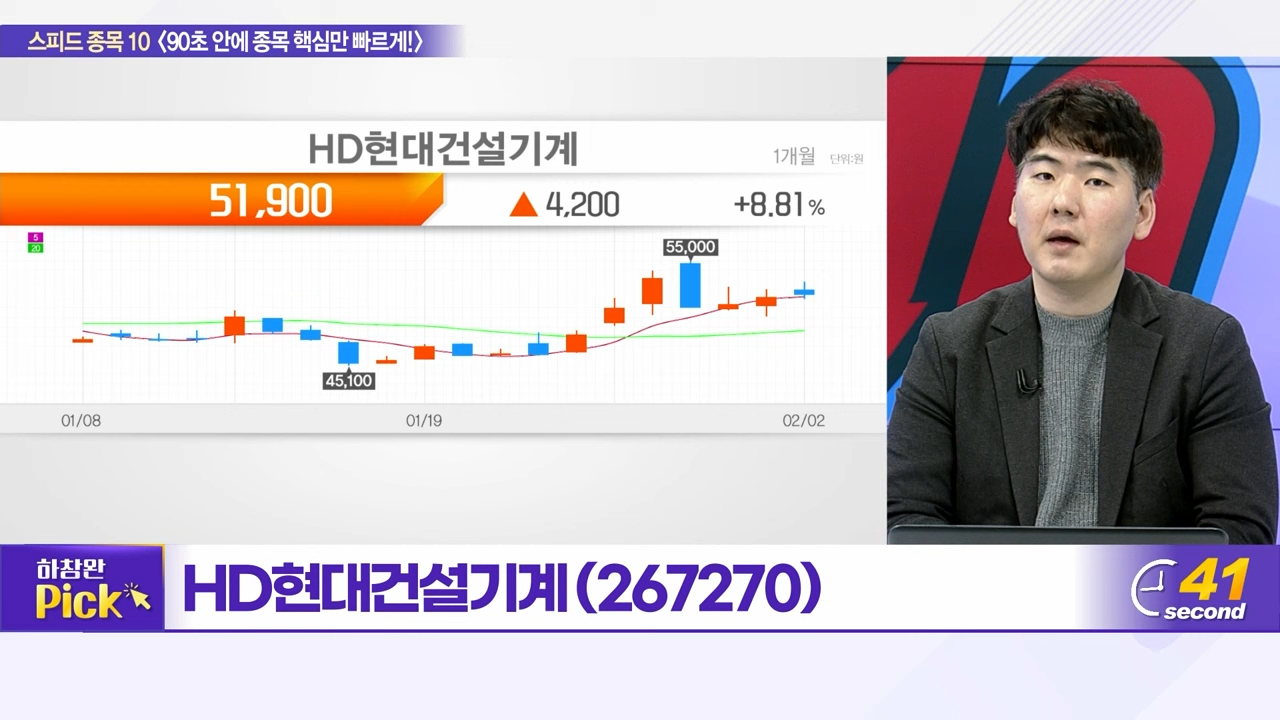 스피드 종목 10 〈90초 안에 종목 핵심만 빠르게!〉
HD현대건설기계
1개월 단위:원
51,900 ▲ 4,200 +8.81 %
5
20
55,000
45,100
01/08 01/19 02/02
하창완
Pick
HD현대건설기계 (267270)
41
second